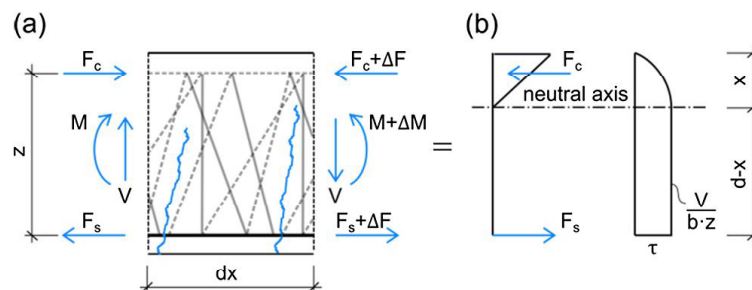 (a)
(b)
F_c
F_c+ΔF
z
M
V
M+ΔM
V
F_s
F_s+ΔF
dx
=
F_c
neutral axis
F_s
V
b·z
τ
x
d-x